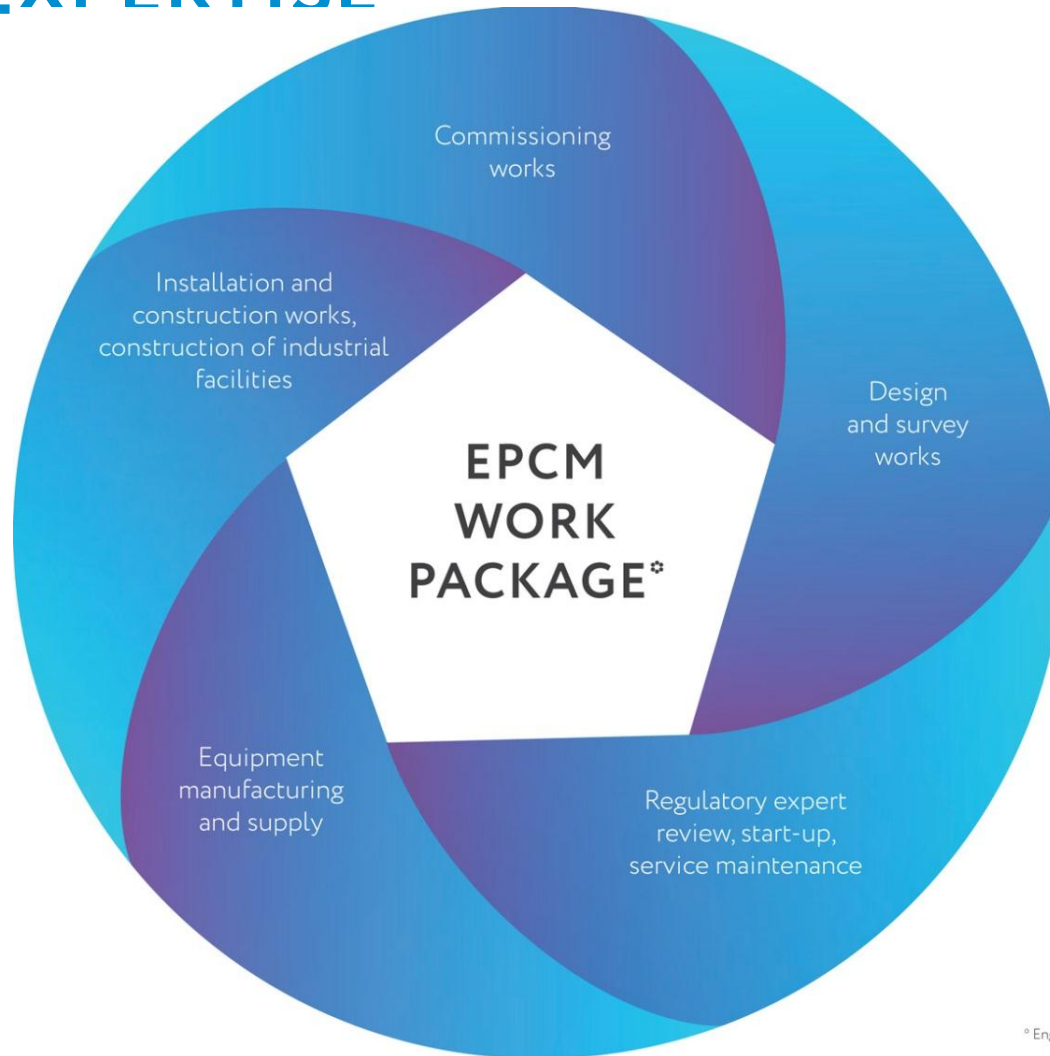 EXPERTISE
Commissioning
works
Installation and
construction works,
construction of industrial
facilities
Design
and survey
works
EPCM
WORK
PACKAGE*
Equipment
manufacturing
and supply
Regulatory expert
review, start-up,
service maintenance